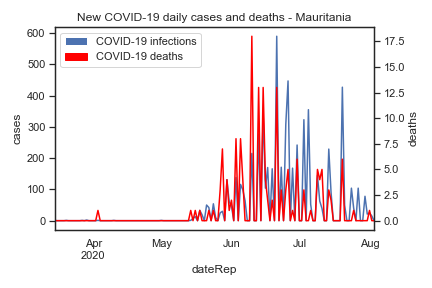 New COVID-19 daily cases and deaths - Mauritania
COVID-19 infections
COVID-19 deaths
600
500
400
300
200
100
0
cases
17.5
15.0
12.5
10.0
7.5
5.0
2.5
0.0
deaths
Apr May Jun Jul Aug
2020
dateRep